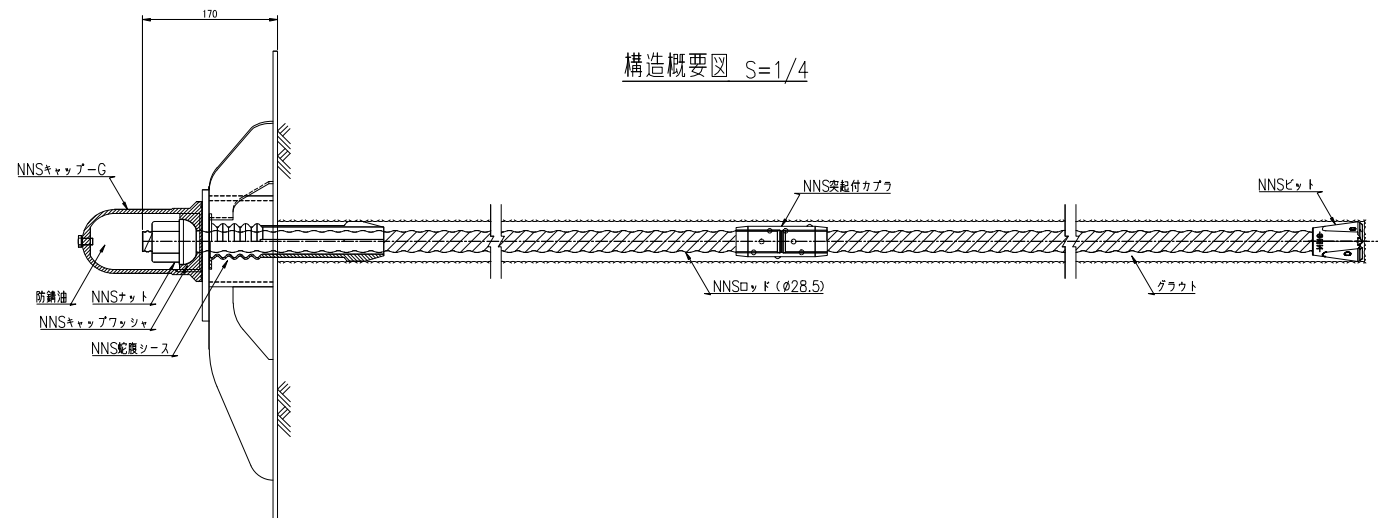 170
構造概要図 S=1/4
NNSキャップーG
NNS突起付カプラ
NNSビット
防錆油
NNSナット
NNSロッド(Ø28.5)
グラウト
NNSキャップワッシャ
NNS蛇腹シース